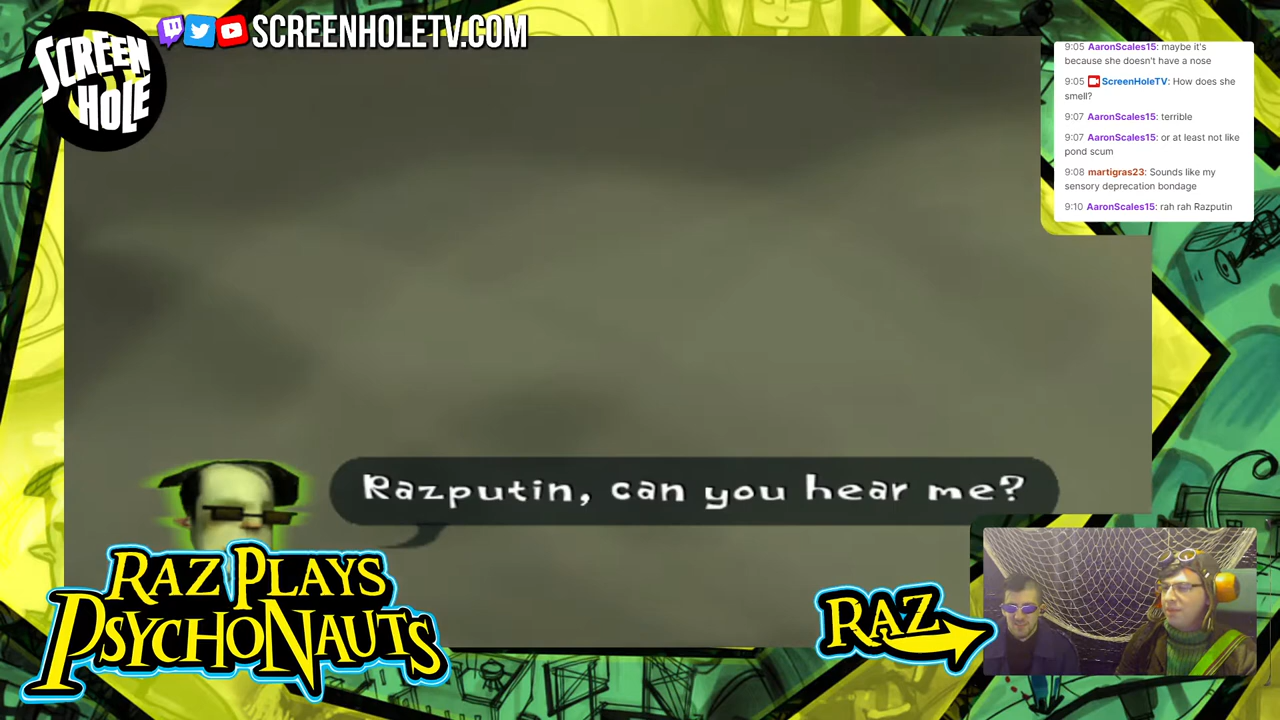 SCREEN
HOLE
SCREENHOLETV.COM
9:05 AaronScales15: maybe it's
because she doesn't have a nose
9:05 ScreenHoleTV: How does she
smell?
9:07 AaronScales15: terrible
9:07 AaronScales15: or at least not like
pond scum
9:08 martigras23: Sounds like my
sensory deprecation bondage
9:10 AaronScales15: rah rah Razputin
Razputin, can you hear me?
RAZ PLAYS
PSYCHONAUTS
RAZ